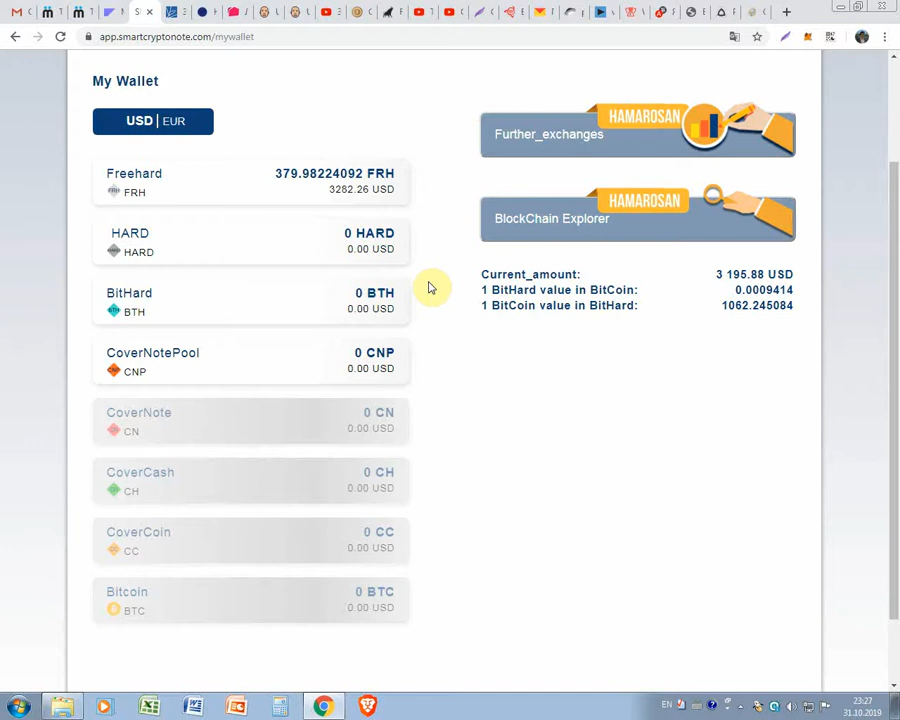 app.smartcryptonote.com/mywallet
My Wallet
USD | EUR
Freehard 379.98224092 FRH
FRH 3282.26 USD
HARD 0 HARD
HARD 0.00 USD
BitHard 0 BTH
BTH 0.00 USD
CoverNotePool 0 CNP
CNP 0.00 USD
CoverNote 0 CN
CN 0.00 USD
CoverCash 0 CH
CH 0.00 USD
CoverCoin 0 CC
CC 0.00 USD
Bitcoin 0 BTC
BTC 0.00 USD
HAMAROSAN
Further_exchanges
HAMAROSAN
BlockChain Explorer
Current_amount: 3 195.88 USD
1 BitHard value in BitCoin: 0.0009414
1 BitCoin value in BitHard: 1062.245084
EN
23:27
31.10.2019